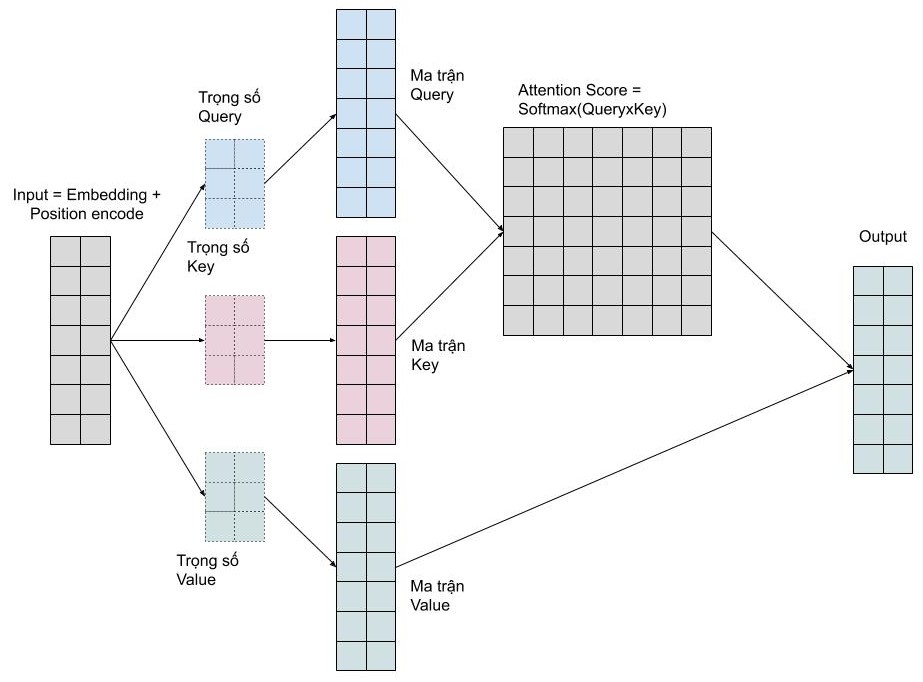 Input = Embedding +
Position encode
Trọng số
Query
Trọng số
Key
Trọng số
Value
Ma trận
Query
Ma trận
Key
Ma trận
Value
Attention Score =
Softmax(QueryxKey)
Output